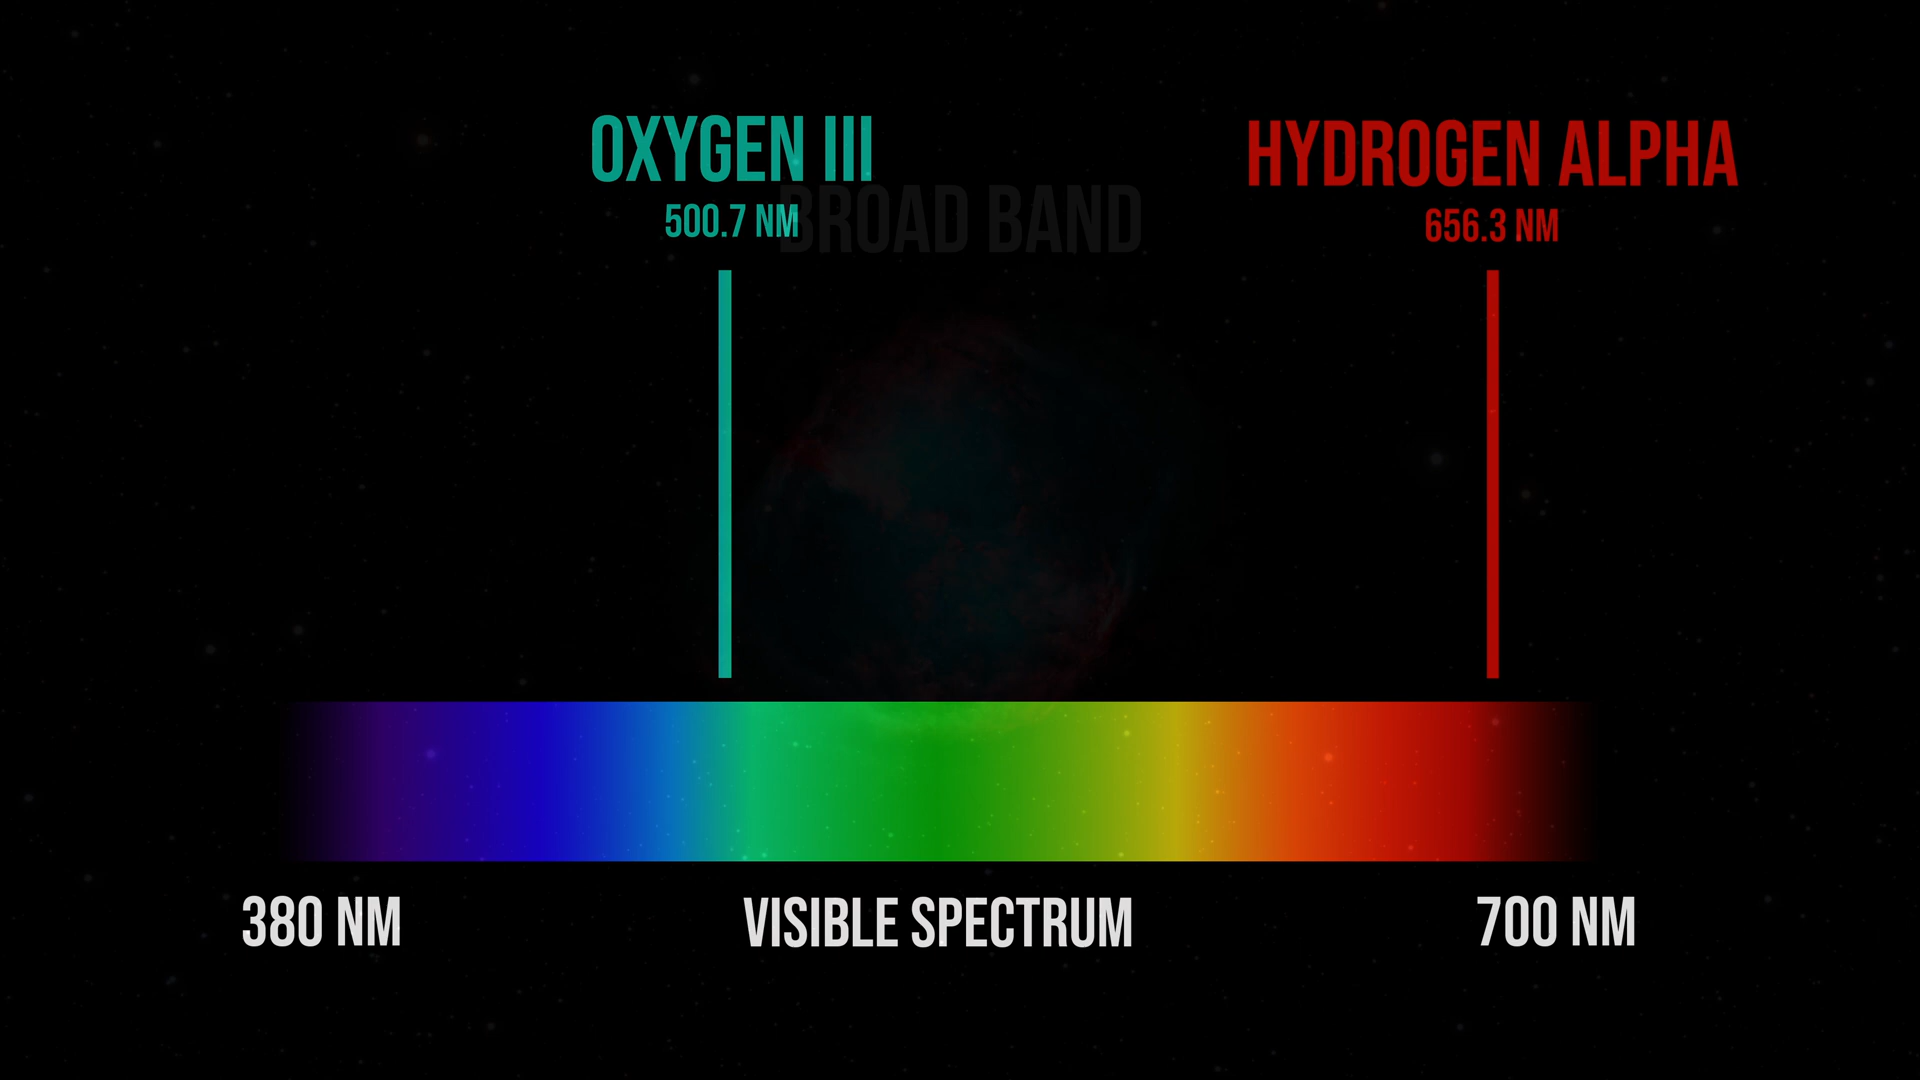 OXYGEN III
500.7 NM
HYDROGEN ALPHA
656.3 NM
BROAD BAND
380 NM
VISIBLE SPECTRUM
700 NM